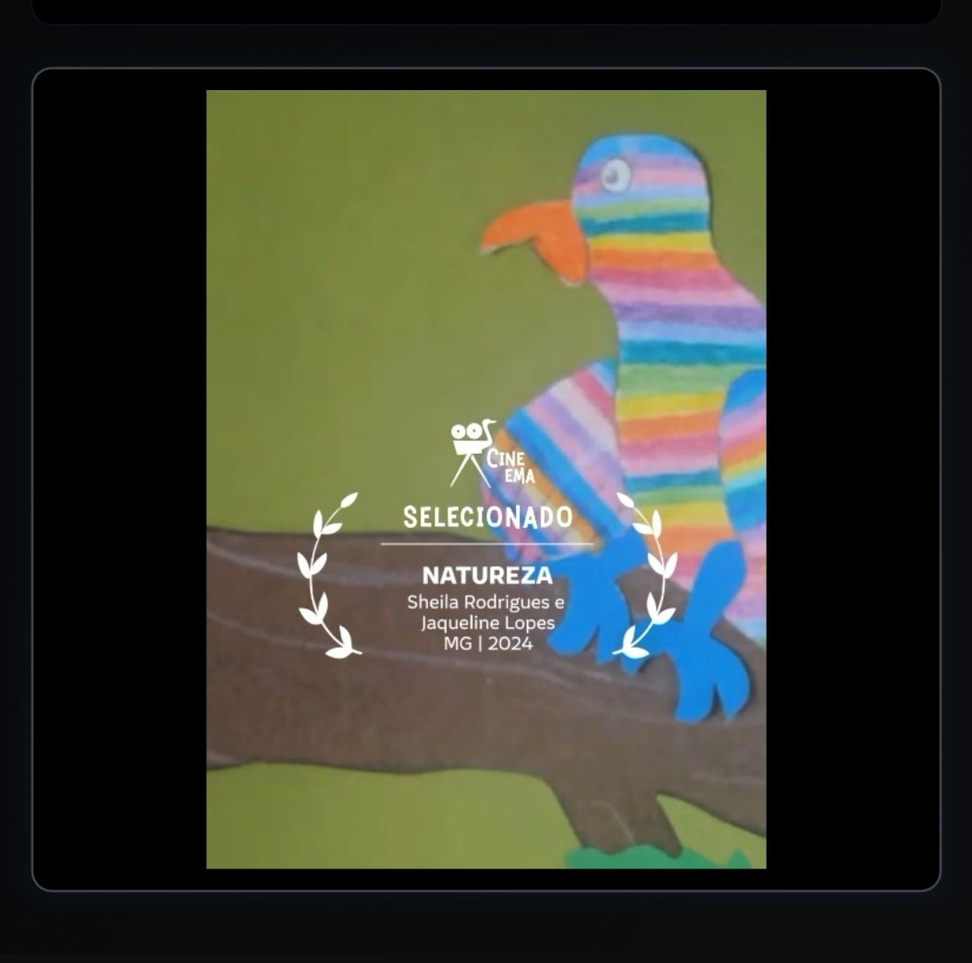 CINE
EMA
SELECIONADO
NATUREZA
Sheila Rodrigues e
Jaqueline Lopes
MG | 2024